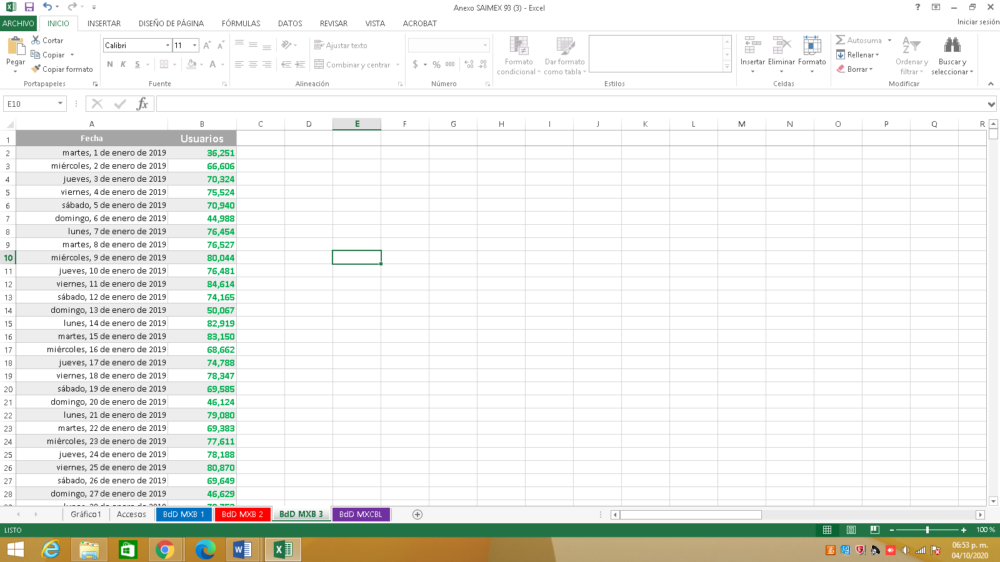 Anexo SAIMEX 93 (3) - Excel
ARCHIVO INICIO INSERTAR DISEÑO DE PÁGINA FÓRMULAS DATOS REVISAR VISTA ACROBAT Iniciar sesión
Pegar
Cortar
Copiar
Copiar formato
Portapapeles
Calibri 11
N K S
Fuente
Ajustar texto
Combinar y centrar
Alineación
$ % 000
Número
Formato condicional
Dar formato como tabla
Estilos
Insertar Eliminar Formato
Celdas
Autosuma
Rellenar
Borrar
Ordenar y filtrar
Buscar y seleccionar
Modificar
E10 fx
A B C D E F G H I J K L M N O P Q R
1 Fecha Usuarios
2 martes, 1 de enero de 2019 36,251
3 miércoles, 2 de enero de 2019 66,606
4 jueves, 3 de enero de 2019 70,324
5 viernes, 4 de enero de 2019 75,524
6 sábado, 5 de enero de 2019 70,940
7 domingo, 6 de enero de 2019 44,988
8 lunes, 7 de enero de 2019 76,454
9 martes, 8 de enero de 2019 76,527
10 miércoles, 9 de enero de 2019 80,044
11 jueves, 10 de enero de 2019 76,481
12 viernes, 11 de enero de 2019 84,614
13 sábado, 12 de enero de 2019 74,165
14 domingo, 13 de enero de 2019 50,067
15 lunes, 14 de enero de 2019 82,919
16 martes, 15 de enero de 2019 83,150
17 miércoles, 16 de enero de 2019 68,662
18 jueves, 17 de enero de 2019 74,788
19 viernes, 18 de enero de 2019 78,347
20 sábado, 19 de enero de 2019 69,585
21 domingo, 20 de enero de 2019 46,124
22 lunes, 21 de enero de 2019 79,080
23 martes, 22 de enero de 2019 69,383
24 miércoles, 23 de enero de 2019 77,611
25 jueves, 24 de enero de 2019 78,188
26 viernes, 25 de enero de 2019 80,870
27 sábado, 26 de enero de 2019 69,649
28 domingo, 27 de enero de 2019 46,629
Gráfico1 Accesos BdD MXB 1 BdD MXB 2 BdD MXB 3 BdD MXCBL
LISTO 100 %
06:53 p. m.
04/10/2020